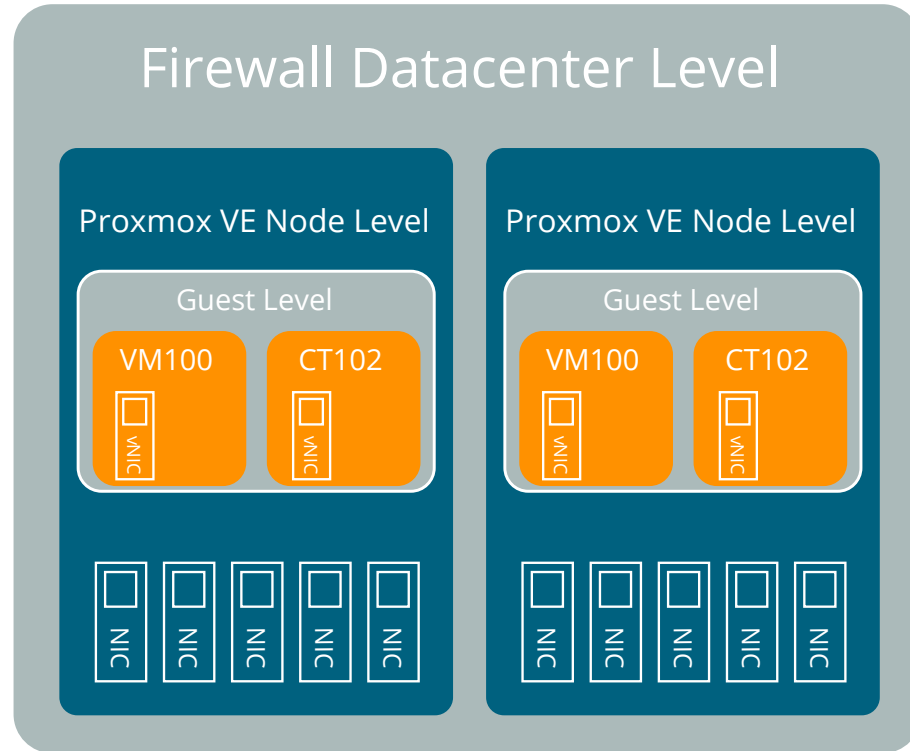 Firewall Datacenter Level
Proxmox VE Node Level
Guest Level
VM100
CT102
vNIC
vNIC
NIC
NIC
NIC
NIC
NIC
Proxmox VE Node Level
Guest Level
VM100
CT102
vNIC
vNIC
NIC
NIC
NIC
NIC
NIC